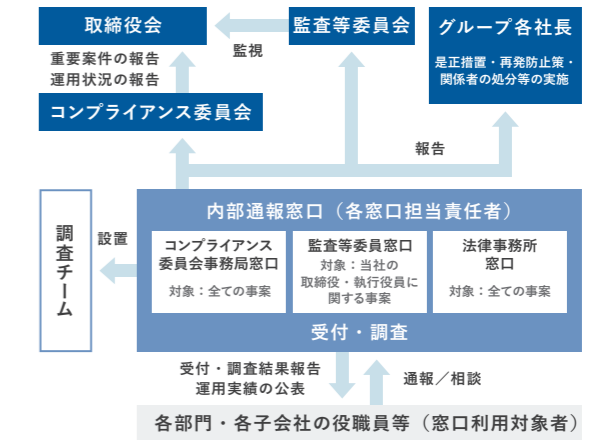 取締役会
監視
監査等委員会
グループ各社長
是正措置・再発防止策・
関係者の処分等の実施
重要案件の報告
運用状況の報告
コンプライアンス委員会
報告
調査チーム
設置
内部通報窓口（各窓口担当責任者）
コンプライアンス
委員会事務局窓口
対象：全ての事案
監査等委員窓口
対象：当社の
取締役・執行役員に
関する事案
法律事務所
窓口
対象：全ての事案
受付・調査
受付・調査結果報告
運用実績の公表
通報／相談
各部門・各子会社の役職員等（窓口利用対象者）